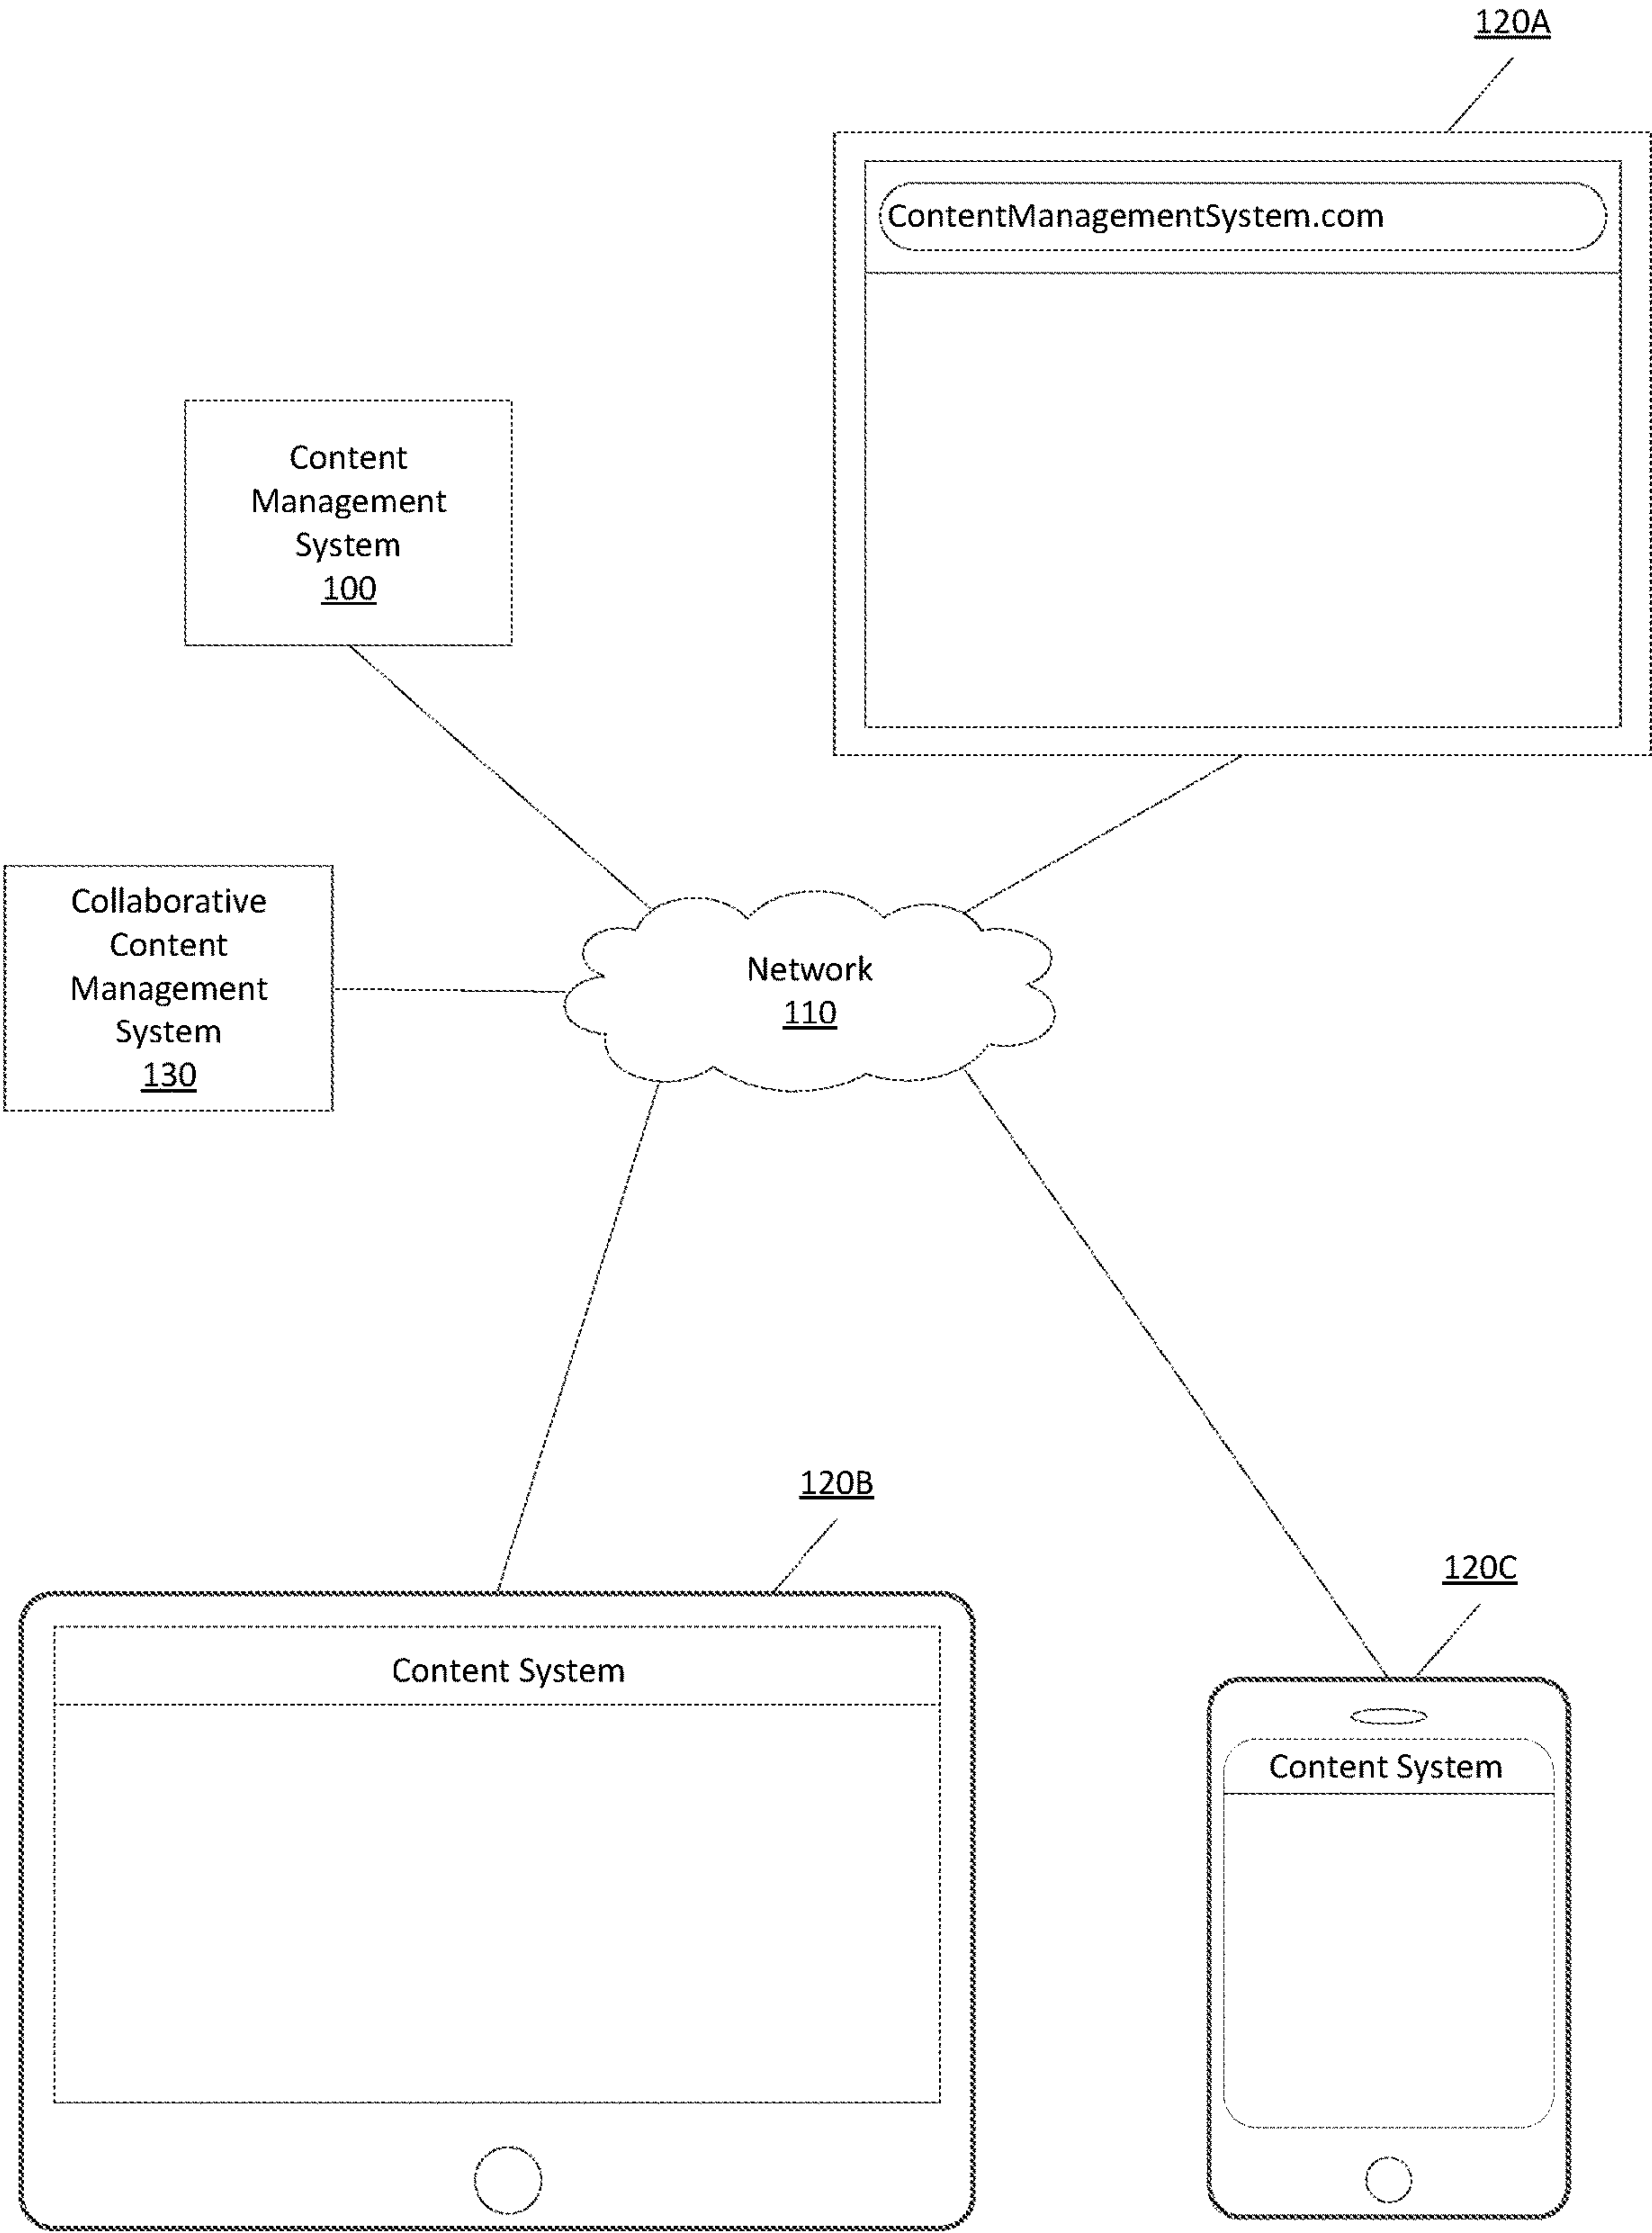 120A
ContentManagementSystem.com
Content
Management
System
100
Collaborative
Content
Management
System
130
Network
110
120B
Content System
120C
Content System